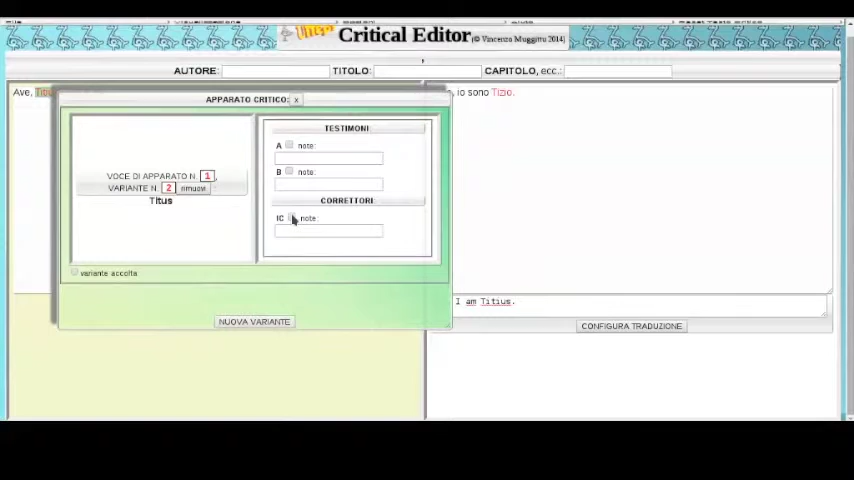 Critical Editor (© Vincenzo Muggittu 2014)
AUTORE: TITOLO: CAPITOLO, ecc.:
Ave,
, io sono Tizio.
APPARATO CRITICO: x
TESTIMONI:
A note:
B note:
CORRETTORI:
IC note:
VOCE DI APPARATO N. 1,
VARIANTE N. 2 rimuovi :
Titus
variante accolta
NUOVA VARIANTE
I am Titius.
CONFIGURA TRADUZIONE